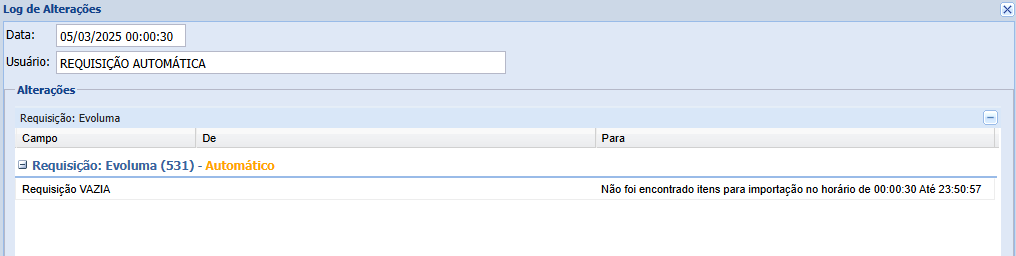 Log de Alterações
Data: 05/03/2025 00:00:30
Usuário: REQUISIÇÃO AUTOMÁTICA
Alterações
Requisição: Evoluma
Campo De Para
Requisição: Evoluma (531) - Automático
Requisição VAZIA Não foi encontrado itens para importação no horário de 00:00:30 Até 23:50:57